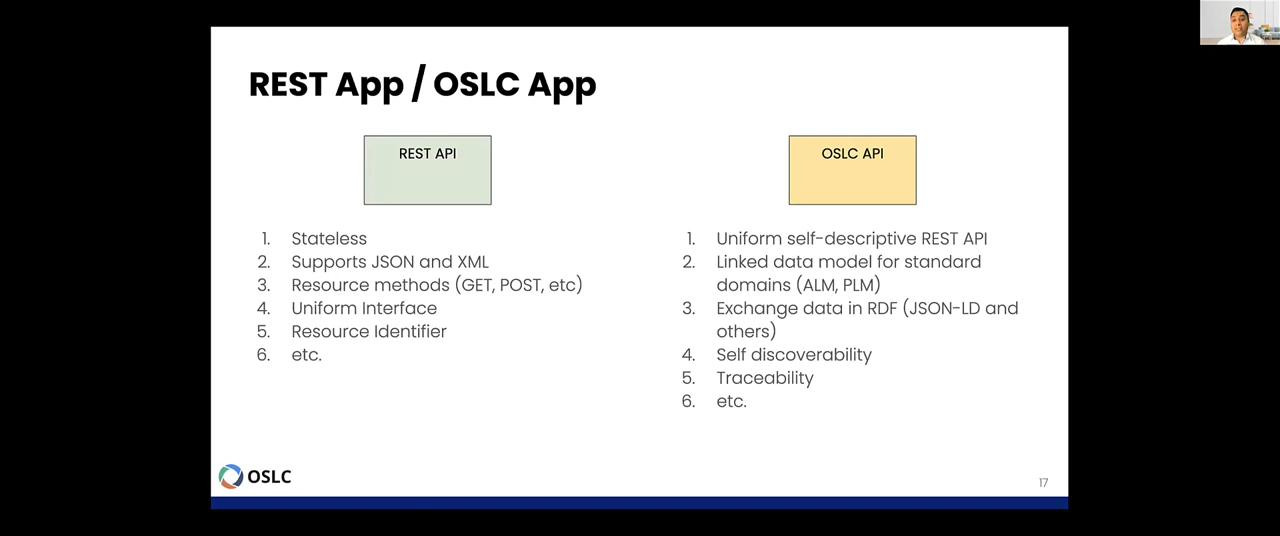 REST App / OSLC App
REST API
1. Stateless
2. Supports JSON and XML
3. Resource methods (GET, POST, etc)
4. Uniform Interface
5. Resource Identifier
6. etc.
OSLC API
1. Uniform self-descriptive REST API
2. Linked data model for standard
domains (ALM, PLM)
3. Exchange data in RDF (JSON-LD and
others)
4. Self discoverability
5. Traceability
6. etc.
OSLC
17